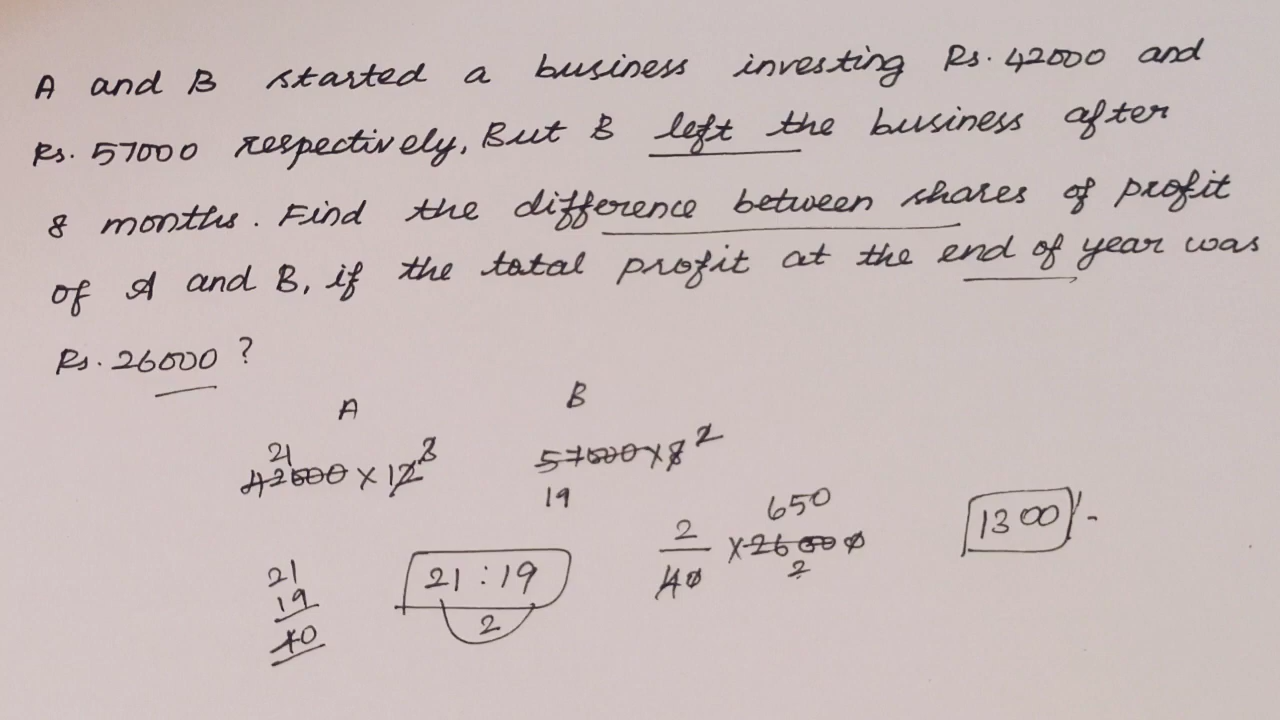 A and B started a business investing Rs. 42000 and
Rs. 57000 respectively, But B left the business after
8 months. Find the difference between shares of profit
of A and B, if the total profit at the end of year was
Rs. 26000 ?
A B
21
42000 x 12 3 57000 x 8 2
19
650
2/40 x 26000 0
2
1300/-
21
19
40
21 : 19
2